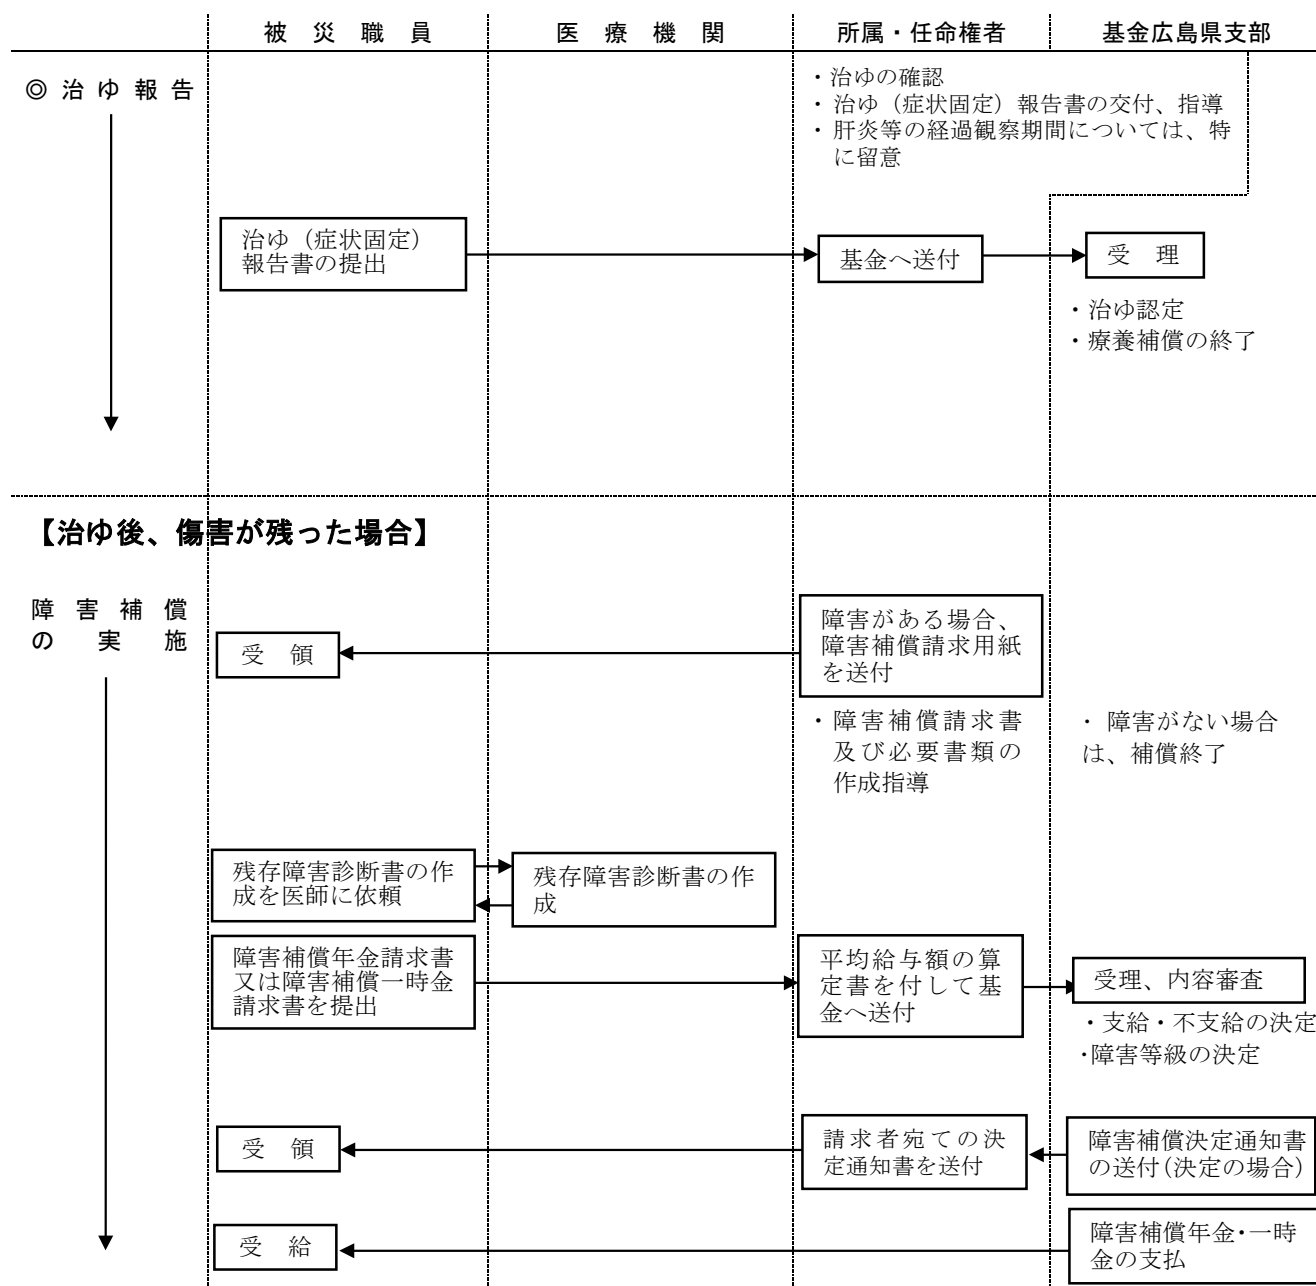 被災職員
医療機関
所属・任命権者
基金広島県支部
◎治ゆ報告
・治ゆの確認
・治ゆ（症状固定）報告書の交付、指導
・肝炎等の経過観察期間については、特
に留意
治ゆ（症状固定）
報告書の提出
基金へ送付
受理
・治ゆ認定
・療養補償の終了
【治ゆ後、傷害が残った場合】
障害補償
の実施
障害がある場合、
障害補償請求用紙
を送付
受領
・障害補償請求書
及び必要書類の
作成指導
・障害がない場合
は、補償終了
残存障害診断書の作
成を医師に依頼
残存障害診断書の作
成
障害補償年金請求書
又は障害補償一時金
請求書を提出
平均給与額の算
定書を付して基
金へ送付
受理、内容審査
・支給・不支給の決定
・障害等級の決定
受領
請求者宛ての決
定通知書を送付
障害補償決定通知書
の送付(決定の場合)
受給
障害補償年金・一時
金の支払